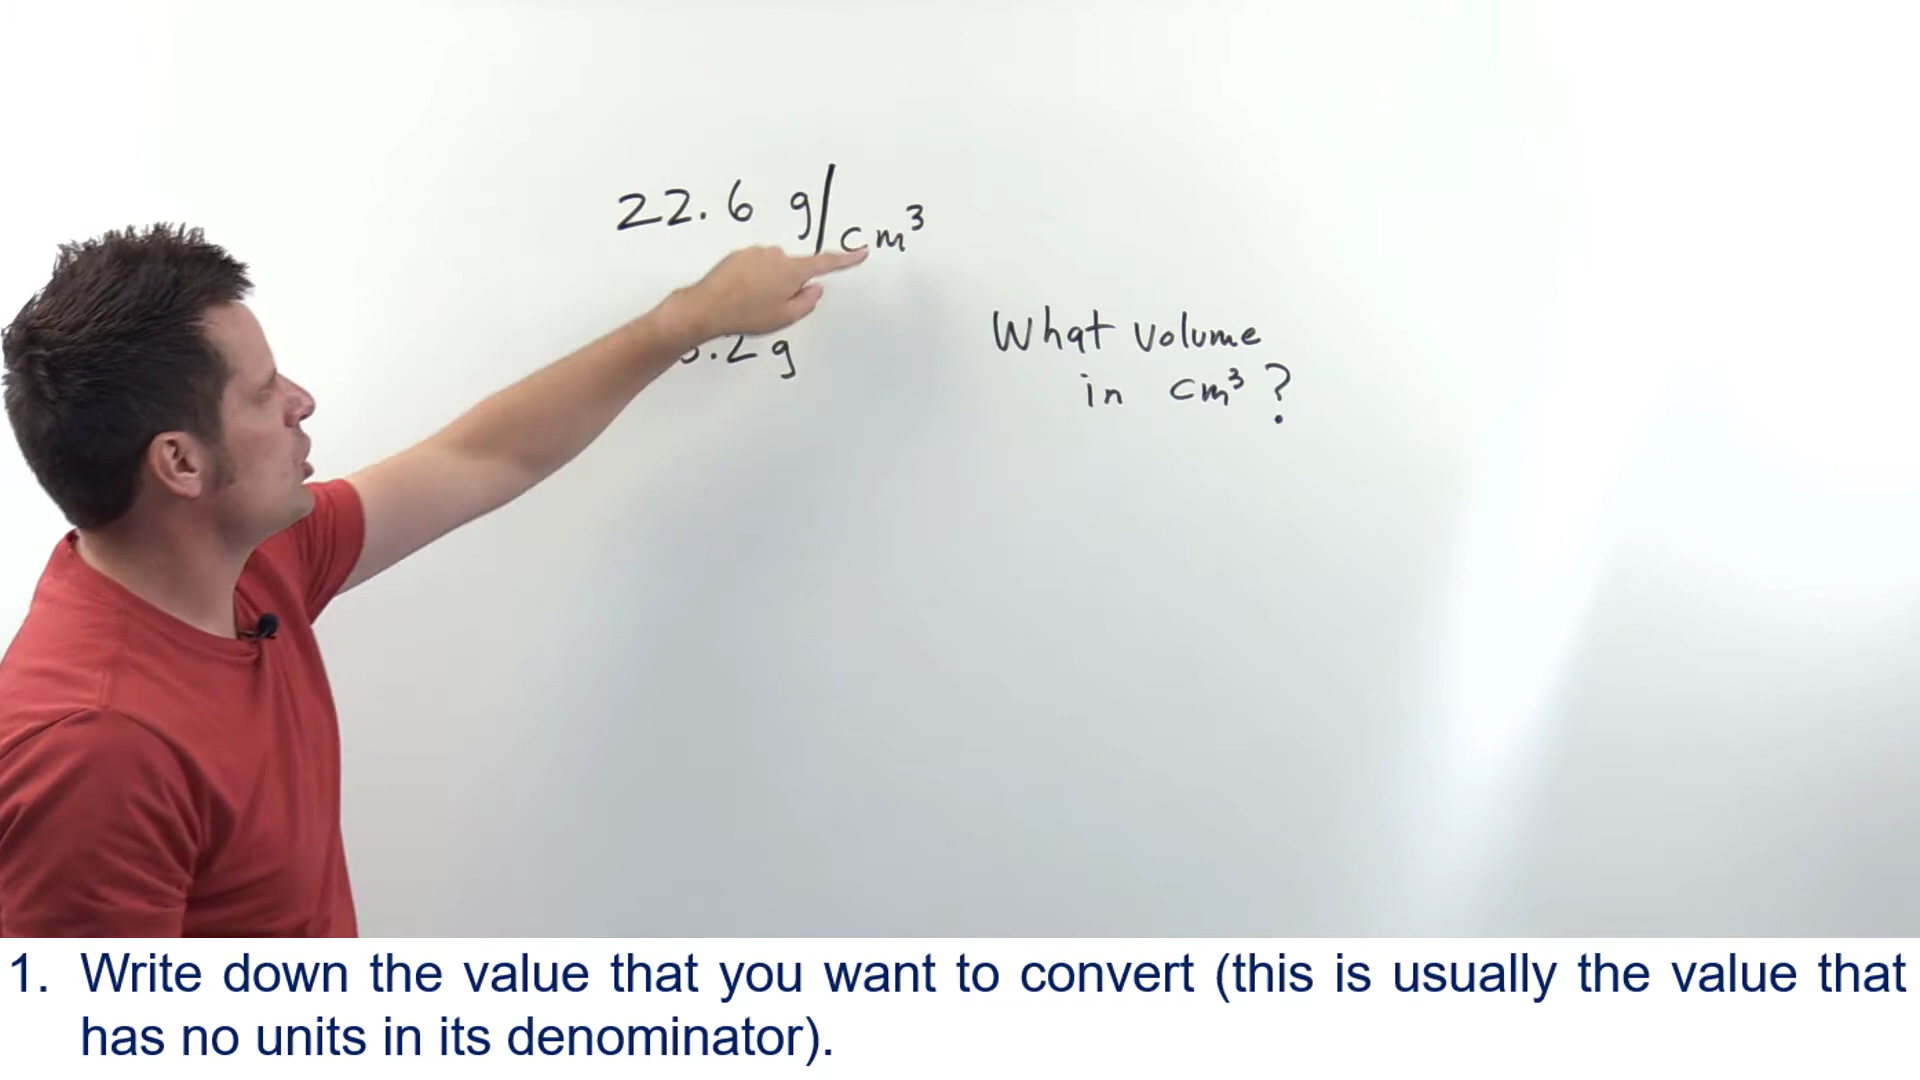 22.6 g/cm³
.2 g
What volume
in cm³ ?
1. Write down the value that you want to convert (this is usually the value that
has no units in its denominator).